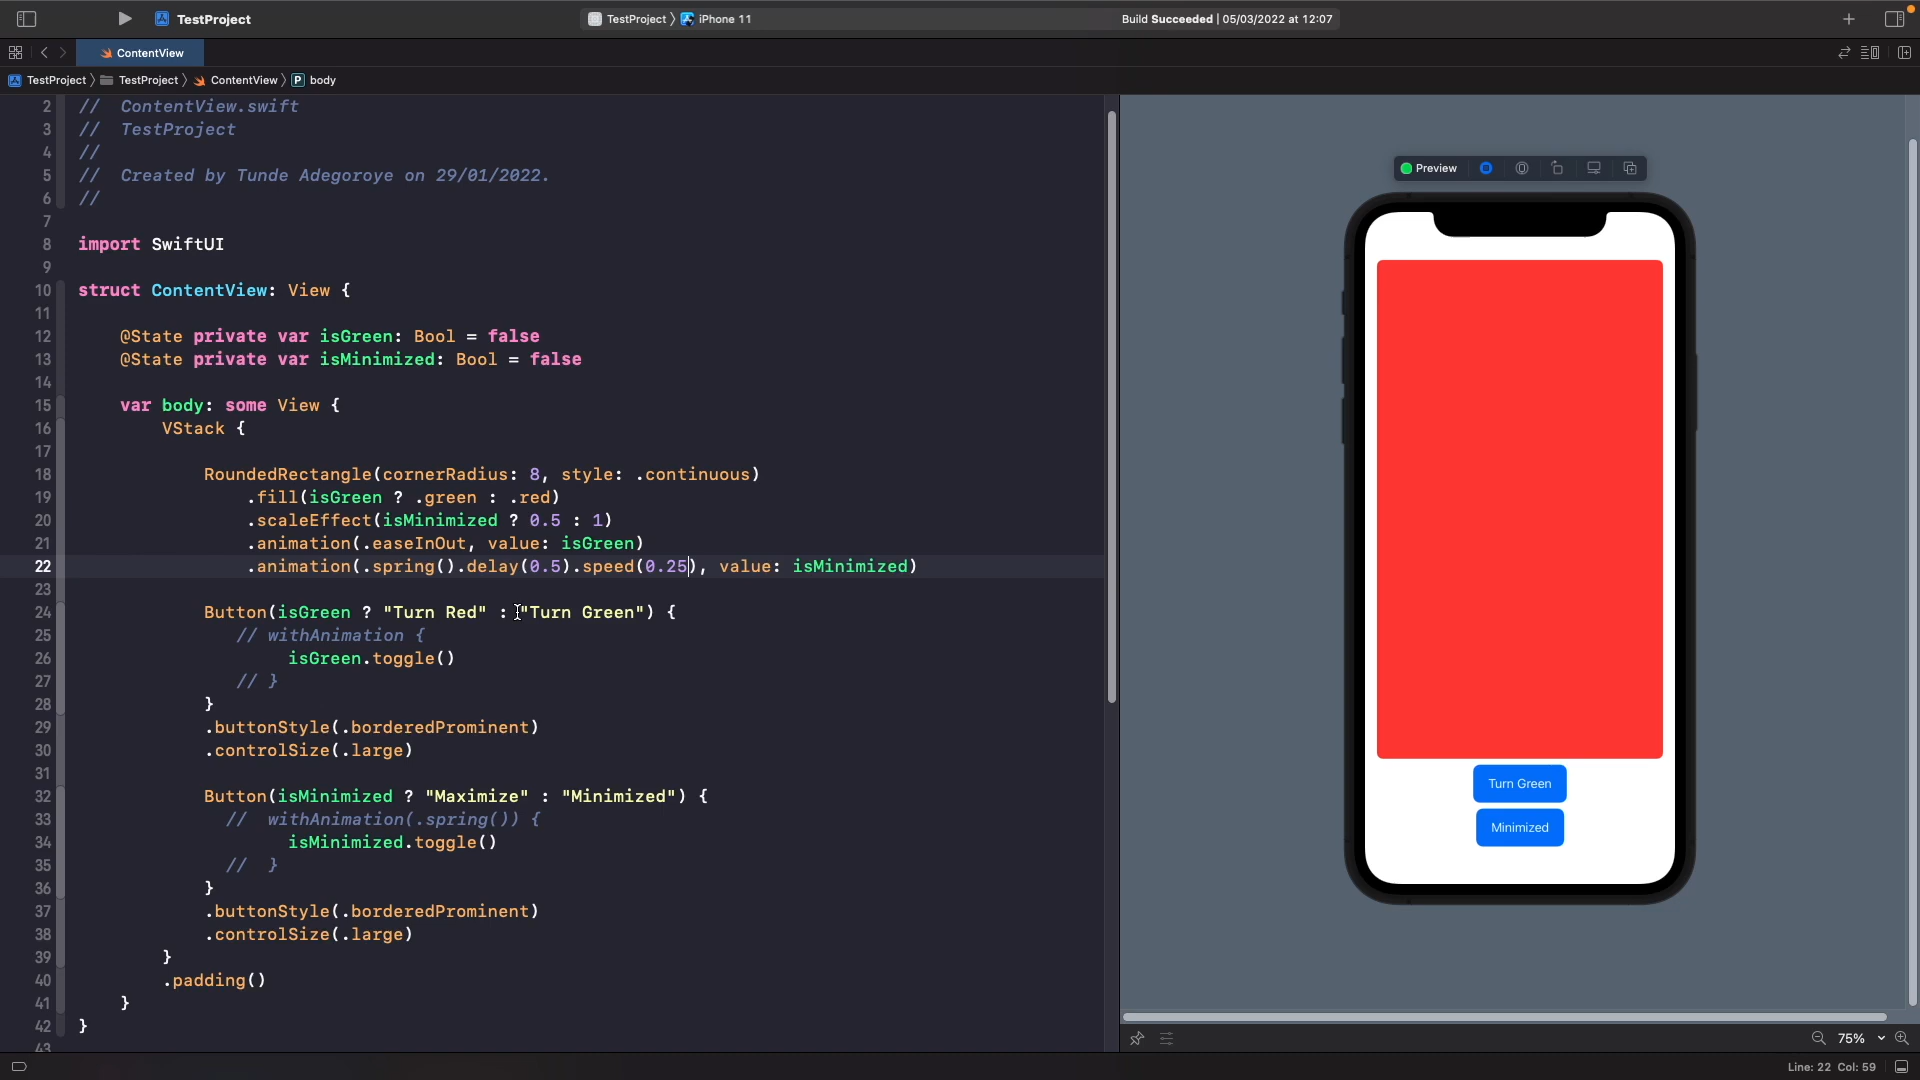 TestProject
TestProject 〉 iPhone 11
Build Succeeded | 05/03/2022 at 12:07
ContentView
TestProject 〉 TestProject 〉 ContentView 〉 P body
2 //  ContentView.swift
3 //  TestProject
4 //
5 //  Created by Tunde Adegoroye on 29/01/2022.
6 //
7
8 import SwiftUI
9
10 struct ContentView: View {
11
12     @State private var isGreen: Bool = false
13     @State private var isMinimized: Bool = false
14
15     var body: some View {
16         VStack {
17
18             RoundedRectangle(cornerRadius: 8, style: .continuous)
19                 .fill(isGreen ? .green : .red)
20                 .scaleEffect(isMinimized ? 0.5 : 1)
21                 .animation(.easeInOut, value: isGreen)
22                 .animation(.spring().delay(0.5).speed(0.25), value: isMinimized)
23
24             Button(isGreen ? "Turn Red" : "Turn Green") {
25                // withAnimation {
26                     isGreen.toggle()
27                // }
28             }
29             .buttonStyle(.borderedProminent)
30             .controlSize(.large)
31
32             Button(isMinimized ? "Maximize" : "Minimized") {
33               //  withAnimation(.spring()) {
34                     isMinimized.toggle()
35               //  }
36             }
37             .buttonStyle(.borderedProminent)
38             .controlSize(.large)
39         }
40         .padding()
41     }
42 }
43
Preview
Turn Green
Minimized
75%
Line: 22 Col: 59